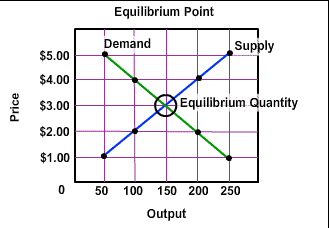 Equilibrium Point
Demand
Supply
$5.00
$4.00
$3.00
Equilibrium Quantity
$2.00
$1.00
0
50 100 150 200 250
Price
Output